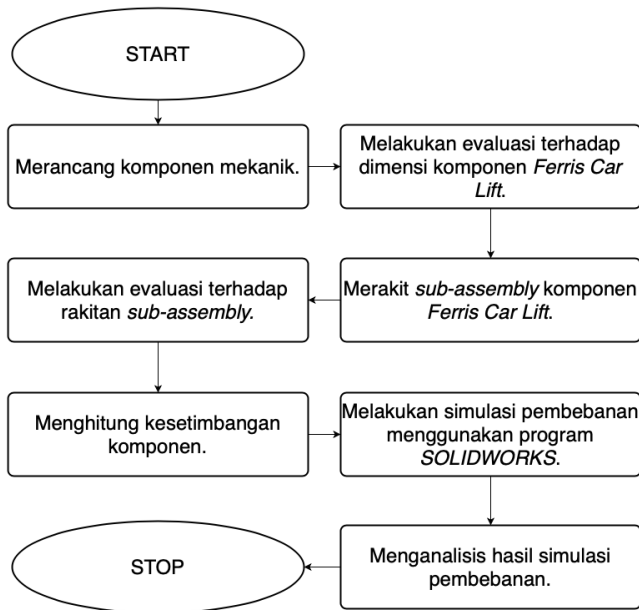 START
Merancang komponen mekanik.
Melakukan evaluasi terhadap
dimensi komponen Ferris Car
Lift.
Merakit sub-assembly komponen
Ferris Car Lift.
Melakukan evaluasi terhadap
rakitan sub-assembly.
Menghitung kesetimbangan
komponen.
Melakukan simulasi pembebanan
menggunakan program
SOLIDWORKS.
Menganalisis hasil simulasi
pembebanan.
STOP